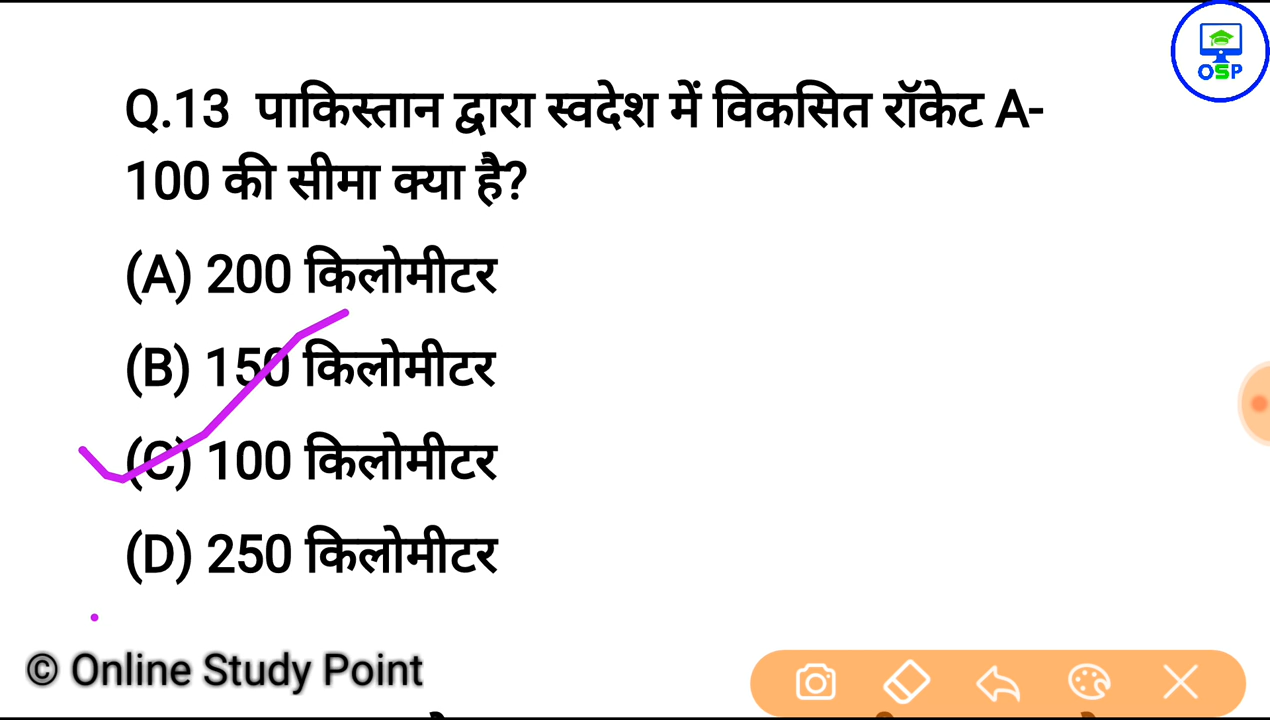 OSP
Q.13 पाकिस्तान द्वारा स्वदेश में विकसित रॉकेट A-
100 की सीमा क्या है?
(A) 200 किलोमीटर
(B) 150 किलोमीटर
(C) 100 किलोमीटर
(D) 250 किलोमीटर
© Online Study Point